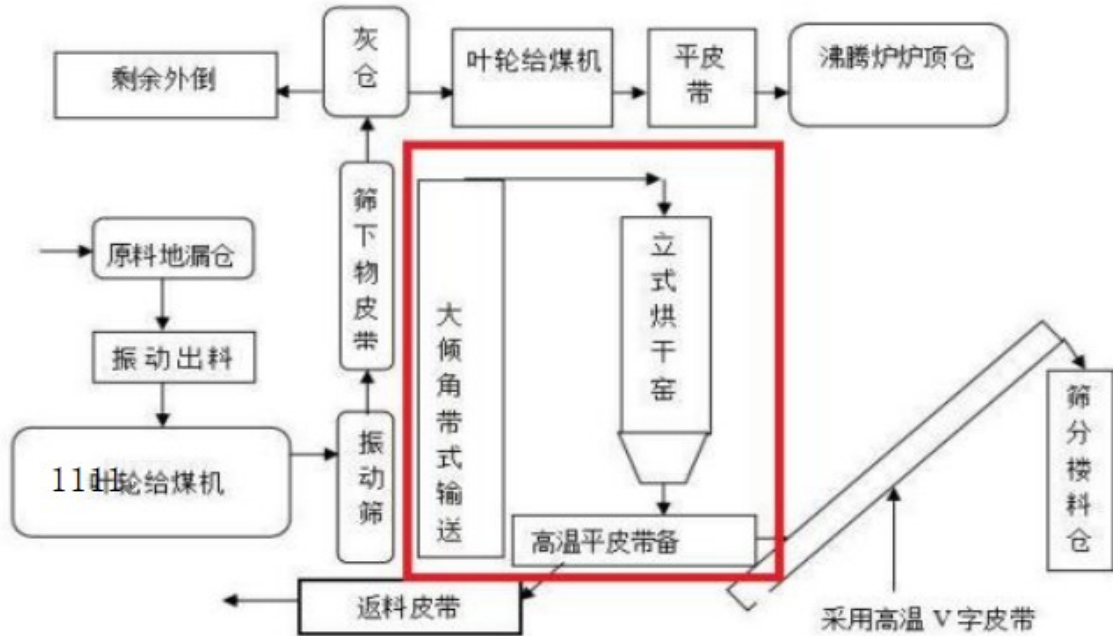 剩余外倒
灰仓
叶轮给煤机
平皮带
沸腾炉炉顶仓
筛下物皮带
原料地漏仓
振动出料
1111叶轮给煤机
振动筛
大倾角带式输送
立式烘干窑
高温平皮带备
返料皮带
筛分楼料仓
采用高温 V 字皮带